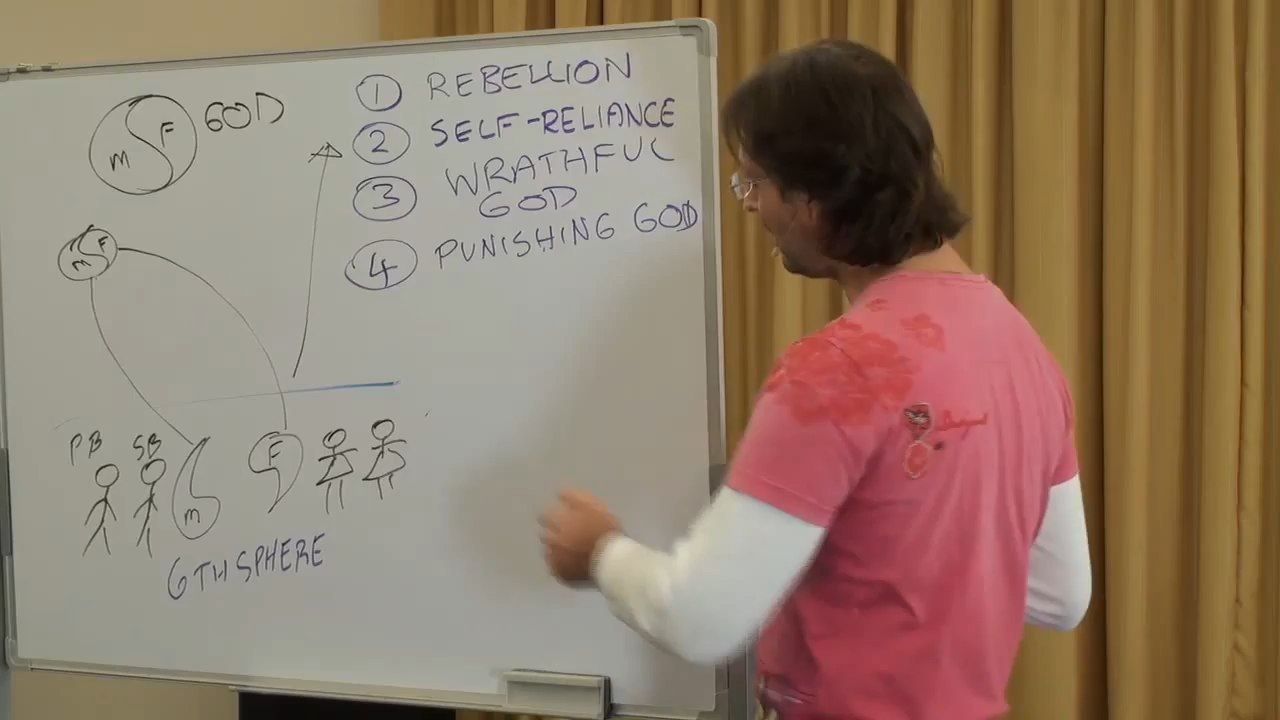 GOD
M F
M F
1 REBELLION
2 SELF-RELIANCE
3 WRATHFUL
GOD
4 PUNISHING GOD
PB SB
M
F
6TH SPHERE